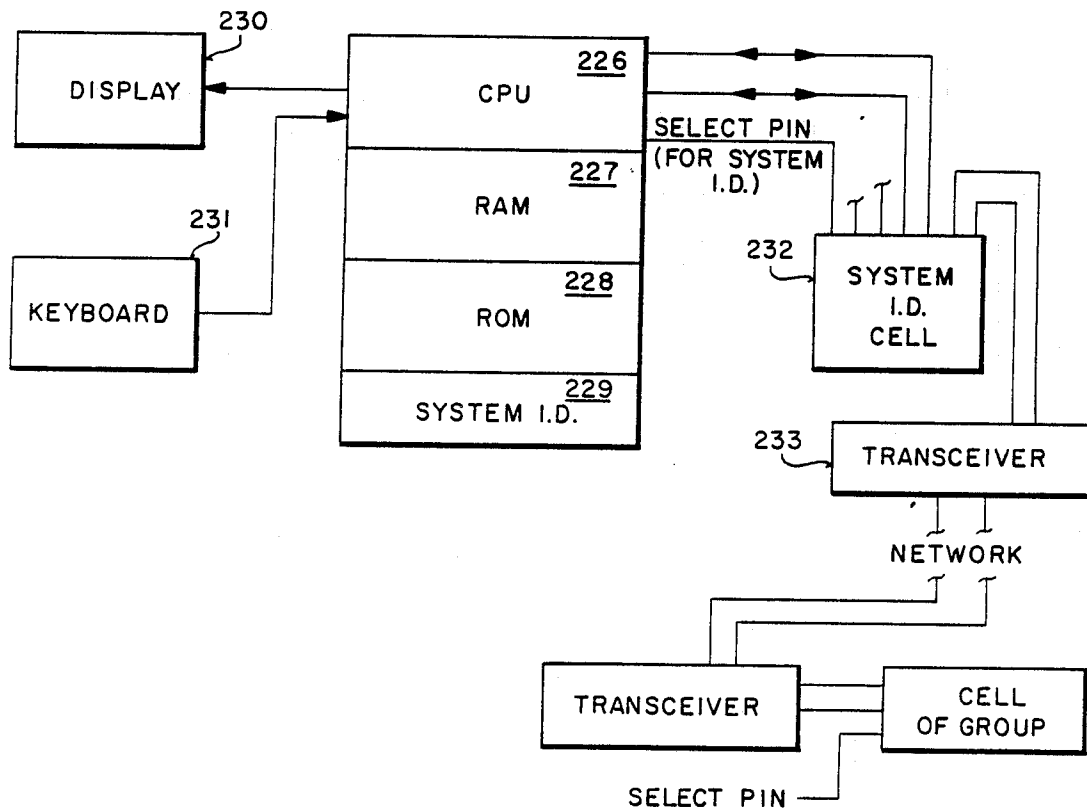 230
DISPLAY
226
CPU
SELECT PIN
(FOR SYSTEM
I.D.)
227
RAM
231
KEYBOARD
228
ROM
232
SYSTEM
I.D.
CELL
229
SYSTEM I.D.
233
TRANSCEIVER
NETWORK
TRANSCEIVER
CELL
OF GROUP
SELECT PIN